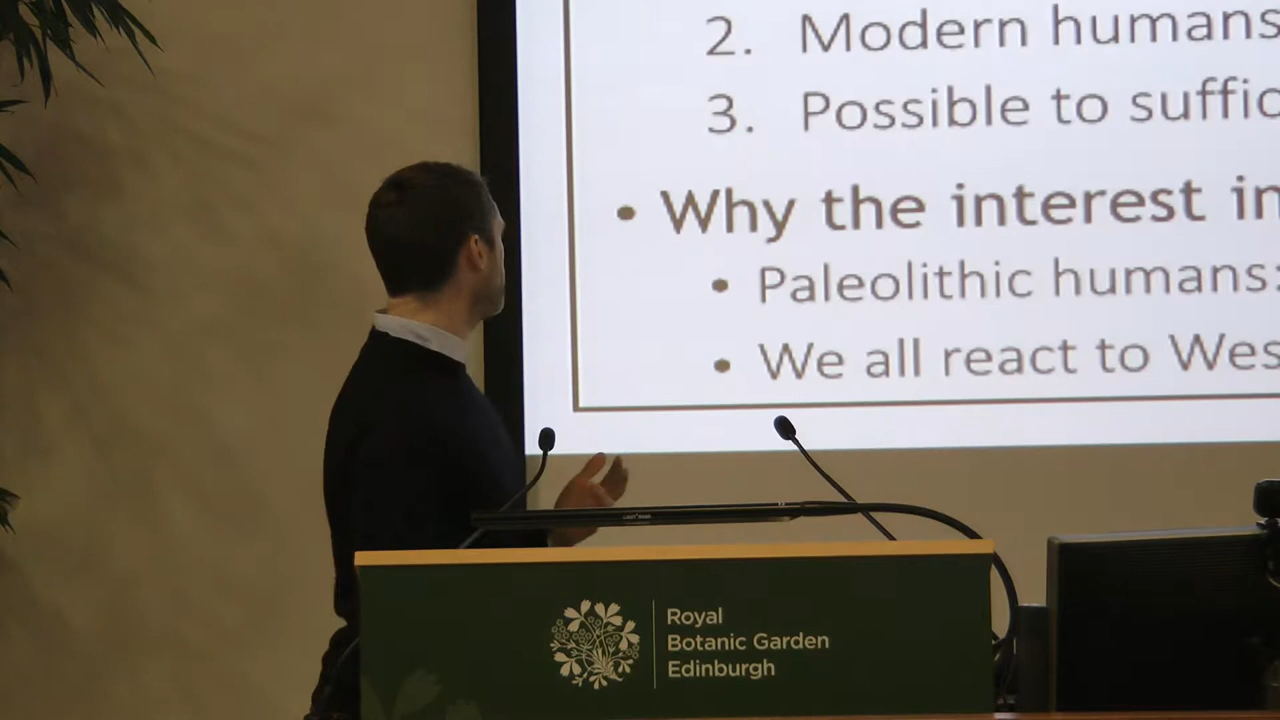 2. Modern humans
3. Possible to suffic
• Why the interest in
• Paleolithic humans:
• We all react to Wes
Royal
Botanic Garden
Edinburgh